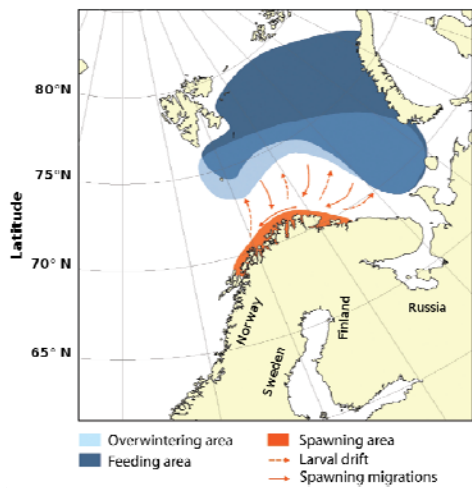 80°N
75°N
70°N
65° N
Latitude
Norway
Sweden
Finland
Russia
Overwintering area
Feeding area
Spawning area
Larval drift
Spawning migrations